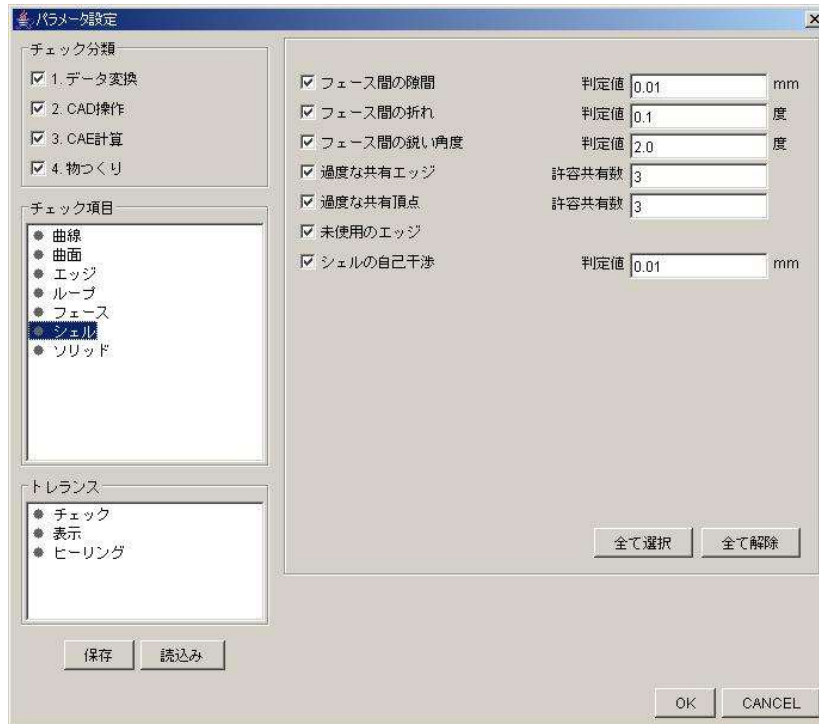 パラメータ設定
チェック分類
1. データ変換
2. CAD操作
3. CAE計算
4. 物つくり
チェック項目
曲線
曲面
エッジ
ループ
フェース
シェル
ソリッド
トレランス
チェック
表示
ヒーリング
保存 読込み
フェース間の隙間 判定値 0.01 mm
フェース間の折れ 判定値 0.1 度
フェース間の鋭い角度 判定値 2.0 度
過度な共有エッジ 許容共有数 3
過度な共有頂点 許容共有数 3
未使用のエッジ
シェルの自己干渉 判定値 0.01 mm
全て選択 全て解除
OK CANCEL